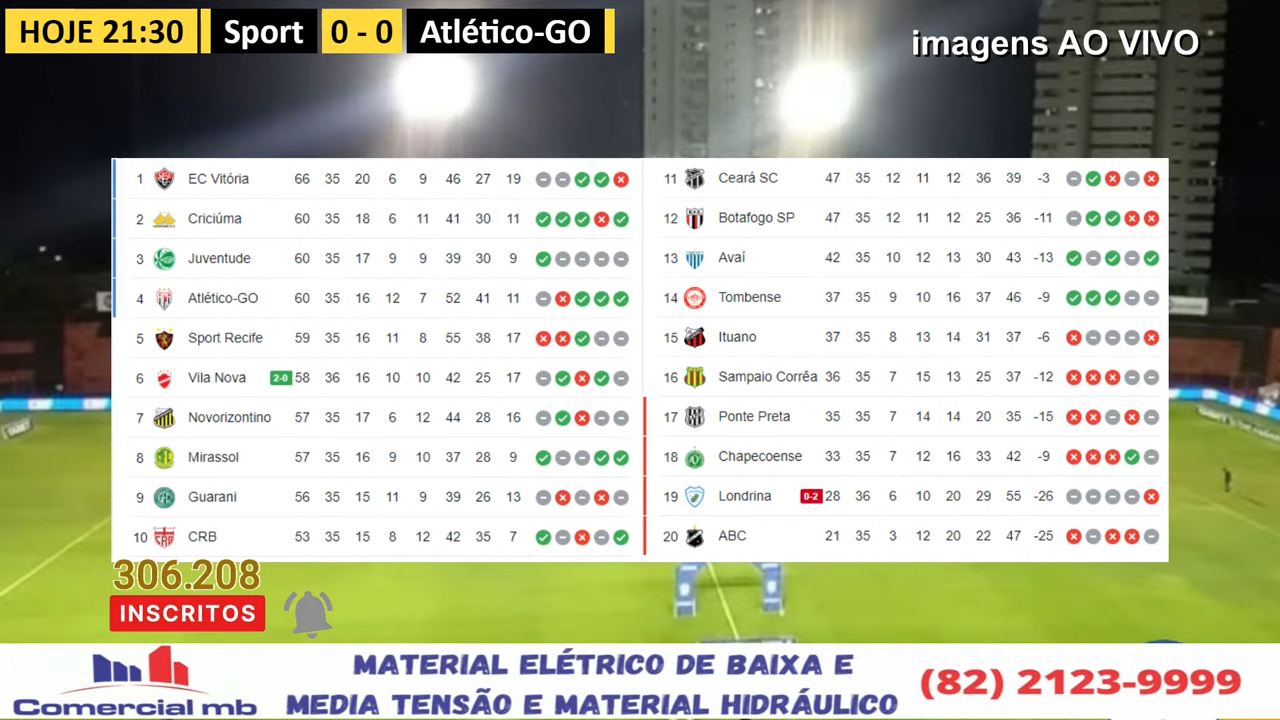 HOJE 21:30 Sport 0 - 0 Atlético-GO
imagens AO VIVO
1 EC Vitória 66 35 20 6 9 46 27 19
2 Criciúma 60 35 18 6 11 41 30 11
3 Juventude 60 35 17 9 9 39 30 9
4 Atlético-GO 60 35 16 12 7 52 41 11
5 Sport Recife 59 35 16 11 8 55 38 17
6 Vila Nova 2-0 58 36 16 10 10 42 25 17
7 Novorizontino 57 35 17 6 12 44 28 16
8 Mirassol 57 35 16 9 10 37 28 9
9 Guarani 56 35 15 11 9 39 26 13
10 CRB 53 35 15 8 12 42 35 7
11 Ceará SC 47 35 12 11 12 36 39 -3
12 Botafogo SP 47 35 12 11 12 25 36 -11
13 Avaí 42 35 10 12 13 30 43 -13
14 Tombense 37 35 9 10 16 37 46 -9
15 Ituano 37 35 8 13 14 31 37 -6
16 Sampaio Corrêa 36 35 7 15 13 25 37 -12
17 Ponte Preta 35 35 7 14 14 20 35 -15
18 Chapecoense 33 35 7 12 16 33 42 -9
19 Londrina 0-2 28 36 6 10 20 29 55 -26
20 ABC 21 35 3 12 20 22 47 -25
306.208
INSCRITOS
Comercial mb
MATERIAL ELÉTRICO DE BAIXA E
MEDIA TENSÃO E MATERIAL HIDRÁULICO
(82) 2123-9999